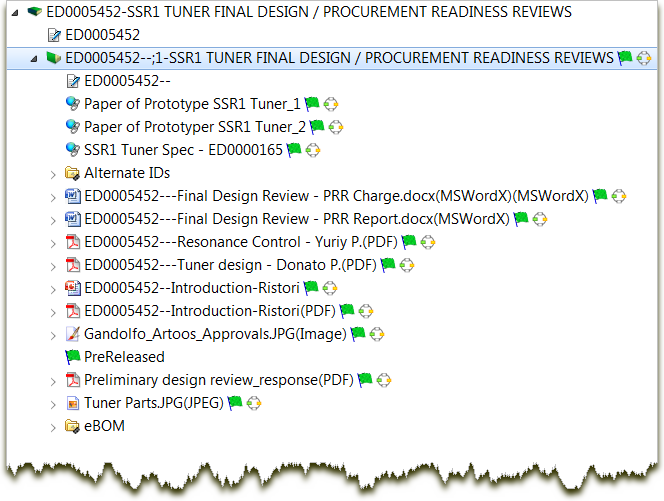 ED0005452-SSR1 TUNER FINAL DESIGN / PROCUREMENT READINESS REVIEWS
ED0005452
ED0005452--;1-SSR1 TUNER FINAL DESIGN / PROCUREMENT READINESS REVIEWS
ED0005452--
Paper of Prototype SSR1 Tuner_1
Paper of Prototyper SSR1 Tuner_2
SSR1 Tuner Spec - ED0000165
Alternate IDs
ED0005452---Final Design Review - PRR Charge.docx(MSWordX)(MSWordX)
ED0005452---Final Design Review - PRR Report.docx(MSWordX)
ED0005452---Resonance Control - Yuriy P.(PDF)
ED0005452---Tuner design - Donato P.(PDF)
ED0005452--Introduction-Ristori
ED0005452--Introduction-Ristori(PDF)
Gandolfo_Artoos_Approvals.JPG(Image)
PreReleased
Preliminary design review_response(PDF)
Tuner Parts.JPG(JPEG)
eBOM